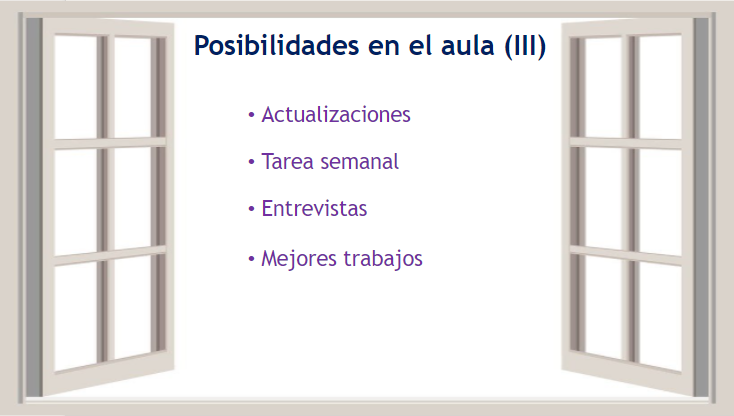 Posibilidades en el aula (III)
• Actualizaciones
• Tarea semanal
• Entrevistas
• Mejores trabajos